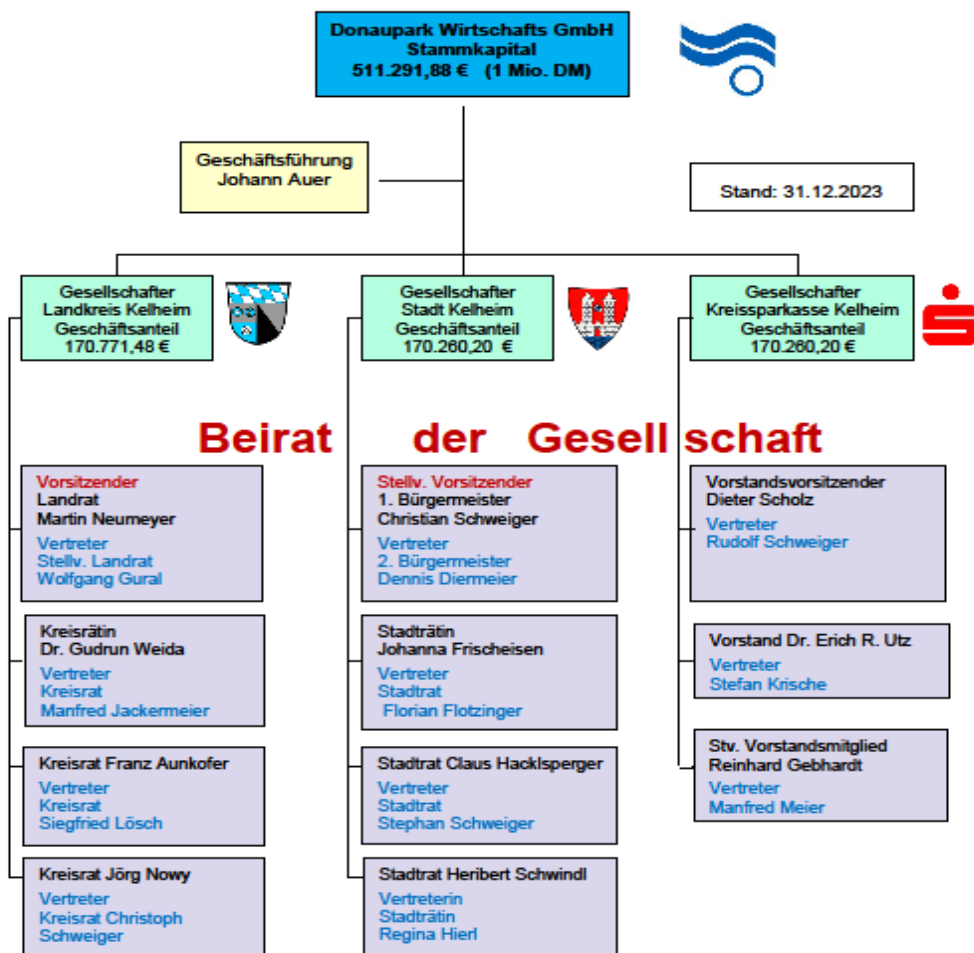 Donaupark Wirtschafts GmbH
Stammkapital
511.291,88 € (1 Mio. DM)
Geschäftsführung
Johann Auer
Stand: 31.12.2023
Gesellschafter
Landkreis Kelheim
Geschäftsanteil
170.771,48 €
Gesellschafter
Stadt Kelheim
Geschäftsanteil
170.260,20 €
Gesellschafter
Kreissparkasse Kelheim
Geschäftsanteil
170.260,20 €
Beirat der Gesell schaft
Vorsitzender
Landrat
Martin Neumeyer
Vertreter
Stellv. Landrat
Wolfgang Gural
Kreisrätin
Dr. Gudrun Weida
Vertreter
Kreisrat
Manfred Jackermeier
Kreisrat Franz Aunkofer
Vertreter
Kreisrat
Siegfried Lösch
Kreisrat Jörg Nowy
Vertreter
Kreisrat Christoph
Schweiger
Stellv. Vorsitzender
1. Bürgermeister
Christian Schweiger
Vertreter
2. Bürgermeister
Dennis Diermeier
Stadträtin
Johanna Frischeisen
Vertreter
Stadtrat
Florian Flotzinger
Stadtrat Claus Hacklsperger
Vertreter
Stadtrat
Stephan Schweiger
Stadtrat Heribert Schwindl
Vertreterin
Stadträtin
Regina Hierl
Vorstandsvorsitzender
Dieter Scholz
Vertreter
Rudolf Schweiger
Vorstand Dr. Erich R. Utz
Vertreter
Stefan Krische
Stv. Vorstandsmitglied
Reinhard Gebhardt
Vertreter
Manfred Meier